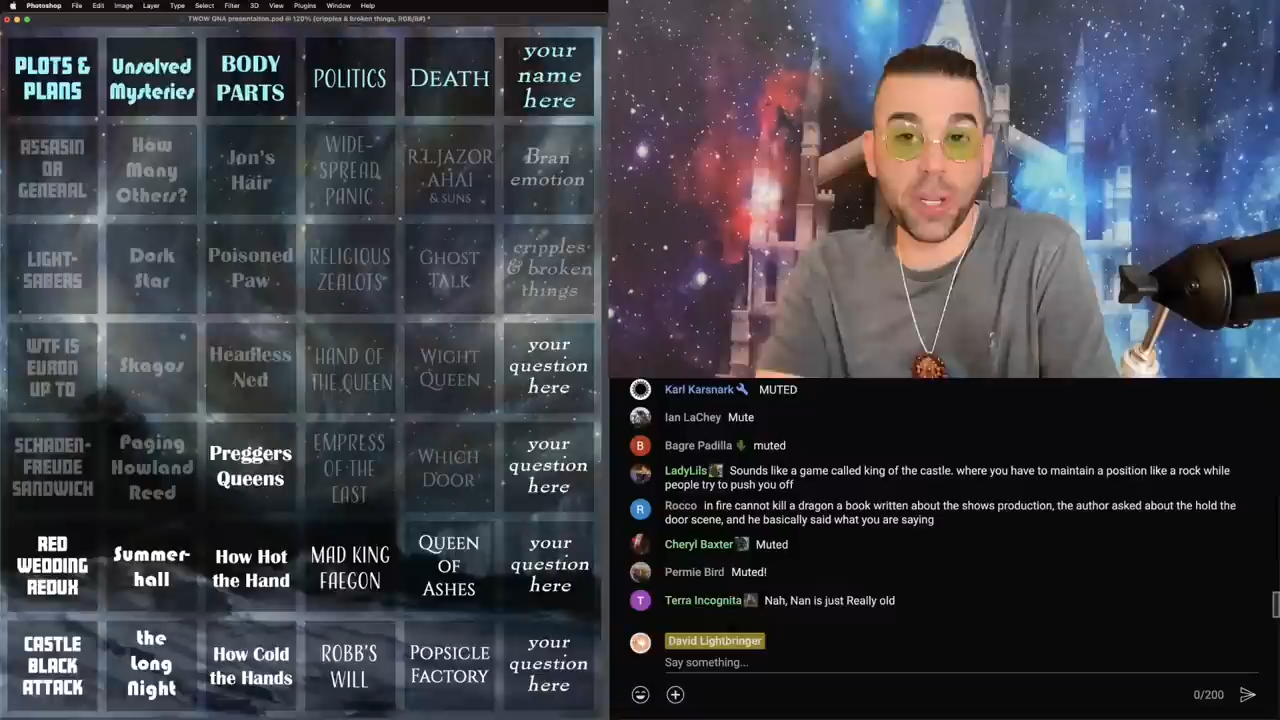 Photoshop File Edit Image Layer Type Select Filter 3D View Plugins Window Help
TWOW QNA presentaiton.psd @ 120% (cripples & broken things, RGB/8#) *
PLOTS &
PLANS
Unsolved
Mysteries
BODY
PARTS
POLITICS
DEATH
your
name
here
ASSASIN
OR
GENERAL
How
Many
Others?
Jon's
Hair
WIDE-
SPREAD
PANIC
R.L.JAZOR
AHAI
& SUNS
Bran
emotion
LIGHT-
SABERS
Dark
Star
Poisoned
Paw
RELIGIOUS
ZEALOTS
GHOST
TALK
cripples
& broken
things
WTF IS
EURON
UP TO
Skagos
Headless
Ned
HAND OF
THE QUEEN
WIGHT
QUEEN
your
question
here
SCHADEN-
FREUDE
SANDWICH
Paging
Howland
Reed
Preggers
Queens
EMPRESS
OF THE
EAST
WHICH
DOOR
your
question
here
RED
WEDDING
REDUX
Summer-
hall
How Hot
the Hand
MAD KING
FAEGON
QUEEN
OF
ASHES
your
question
here
CASTLE
BLACK
ATTACK
the
Long
Night
How Cold
the Hands
ROBB'S
WILL
POPSICLE
FACTORY
your
question
here
Karl Karsnark MUTED
Ian LaChey Mute
B Bagre Padilla muted
LadyLils Sounds like a game called king of the castle. where you have to maintain a position like a rock while
people try to push you off
R Rocco in fire cannot kill a dragon a book written about the shows production, the author asked about the hold the
door scene, and he basically said what you are saying
Cheryl Baxter Muted
Permie Bird Muted!
T Terra Incognita Nah, Nan is just Really old
David Lightbringer
Say something...
0/200